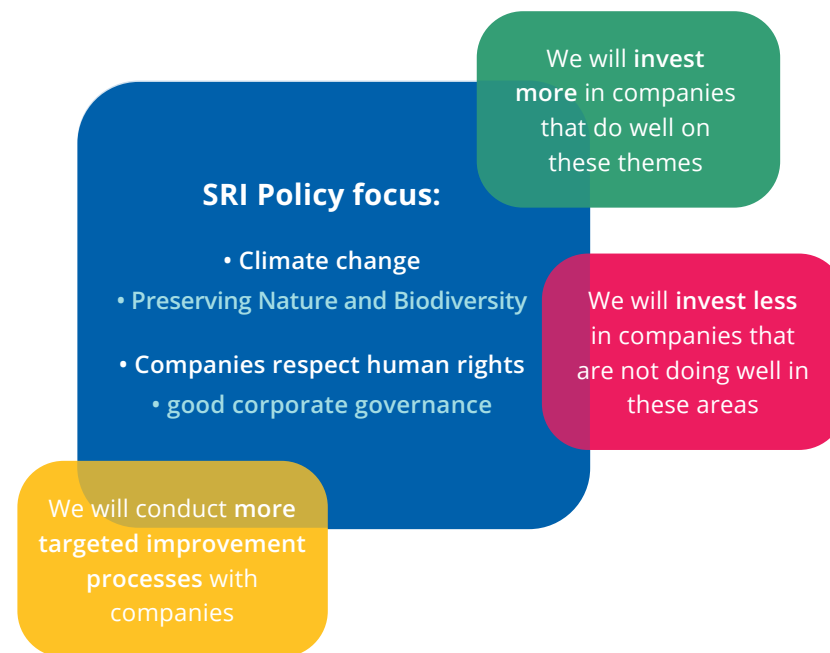 We will invest
more in companies
that do well on
these themes
SRI Policy focus:
• Climate change
• Preserving Nature and Biodiversity
• Companies respect human rights
• good corporate governance
We will invest less
in companies that
are not doing well in
these areas
We will conduct more
targeted improvement
processes with
companies